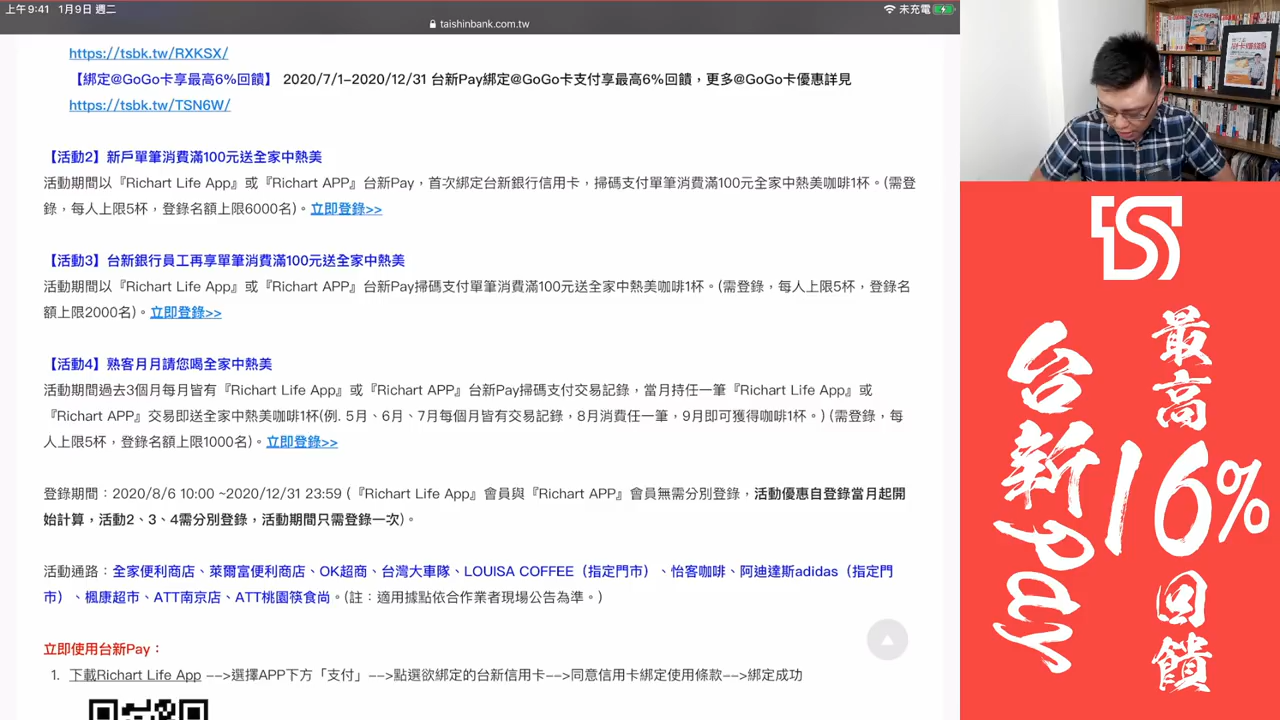 上午9:41 1月9日 週二
未充電
taishinbank.com.tw
https://tsbk.tw/RXKSX/
【綁定@GoGo卡享最高6%回饋】 2020/7/1-2020/12/31 台新Pay綁定@GoGo卡支付享最高6%回饋，更多@GoGo卡優惠詳見
https://tsbk.tw/TSN6W/
【活動2】新戶單筆消費滿100元送全家中熱美
活動期間以『Richart Life App』或『Richart APP』台新Pay，首次綁定台新銀行信用卡，掃碼支付單筆消費滿100元全家中熱美咖啡1杯。(需登
錄，每人上限5杯，登錄名額上限6000名)。立即登錄>>
【活動3】台新銀行員工再享單筆消費滿100元送全家中熱美
活動期間以『Richart Life App』或『Richart APP』台新Pay掃碼支付單筆消費滿100元送全家中熱美咖啡1杯。(需登錄，每人上限5杯，登錄名
額上限2000名)。立即登錄>>
【活動4】熟客月月請您喝全家中熱美
活動期間過去3個月每月皆有『Richart Life App』或『Richart APP』台新Pay掃碼支付交易記錄，當月持任一筆『Richart Life App』或
『Richart APP』交易即送全家中熱美咖啡1杯(例. 5月、6月、7月每個月皆有交易記錄，8月消費任一筆，9月即可獲得咖啡1杯。) (需登錄，每
人上限5杯，登錄名額上限1000名)。立即登錄>>
登錄期間：2020/8/6 10:00 ~2020/12/31 23:59 (『Richart Life App』會員與『Richart APP』會員無需分別登錄，活動優惠自登錄當月起開
始計算，活動2、3、4需分別登錄，活動期間只需登錄一次)。
活動通路：全家便利商店、萊爾富便利商店、OK超商、台灣大車隊、LOUISA COFFEE（指定門市）、怡客咖啡、阿迪達斯adidas（指定門
市）、楓康超市、ATT南京店、ATT桃園筷食尚。(註：適用據點依合作業者現場公告為準。)
立即使用台新Pay：
1. 下載Richart Life App -->選擇APP下方「支付」-->點選欲綁定的台新信用卡-->同意信用卡綁定使用條款-->綁定成功
台新Pay
最高16%回饋